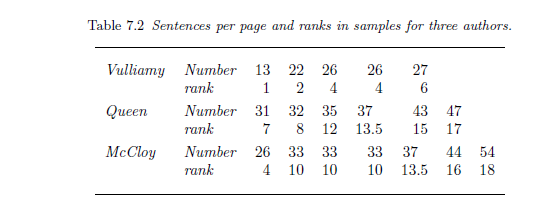 Table 7.2 Sentences per page and ranks in samples for three authors.
Vulliamy Number 13 22 26 26 27
rank 1 2 4 4 6
Queen Number 31 32 35 37 43 47
rank 7 8 12 13.5 15 17
McCloy Number 26 33 33 33 37 44 54
rank 4 10 10 10 13.5 16 18